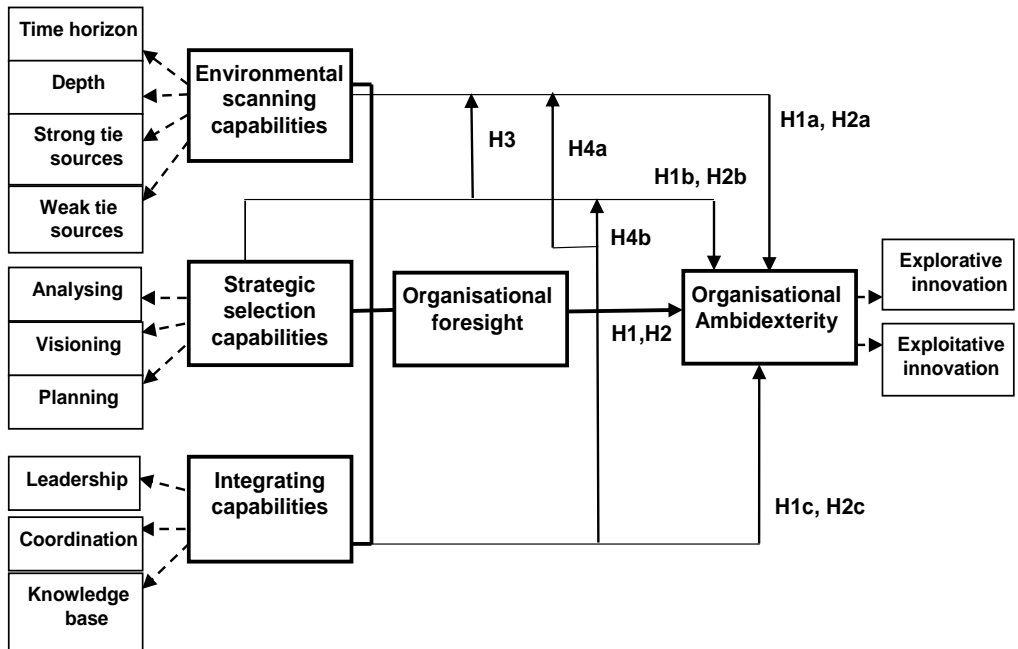 Time horizon
Depth
Strong tie
sources
Weak tie
sources
Environmental
scanning
capabilities
H3
H4a
H1a, H2a
H1b, H2b
H4b
Analysing
Visioning
Planning
Strategic
selection
capabilities
Organisational
foresight
H1,H2
Organisational
Ambidexterity
Explorative
innovation
Exploitative
innovation
Leadership
Coordination
Knowledge
base
Integrating
capabilities
H1c, H2c